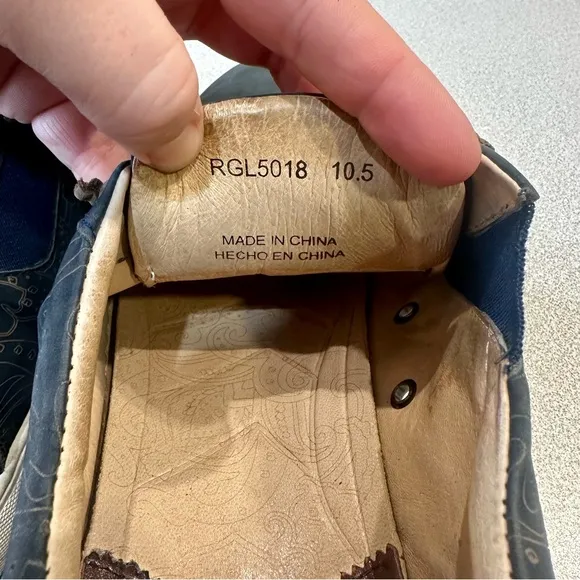 RGL5018 10.5
MADE IN CHINA
HECHO EN CHINA